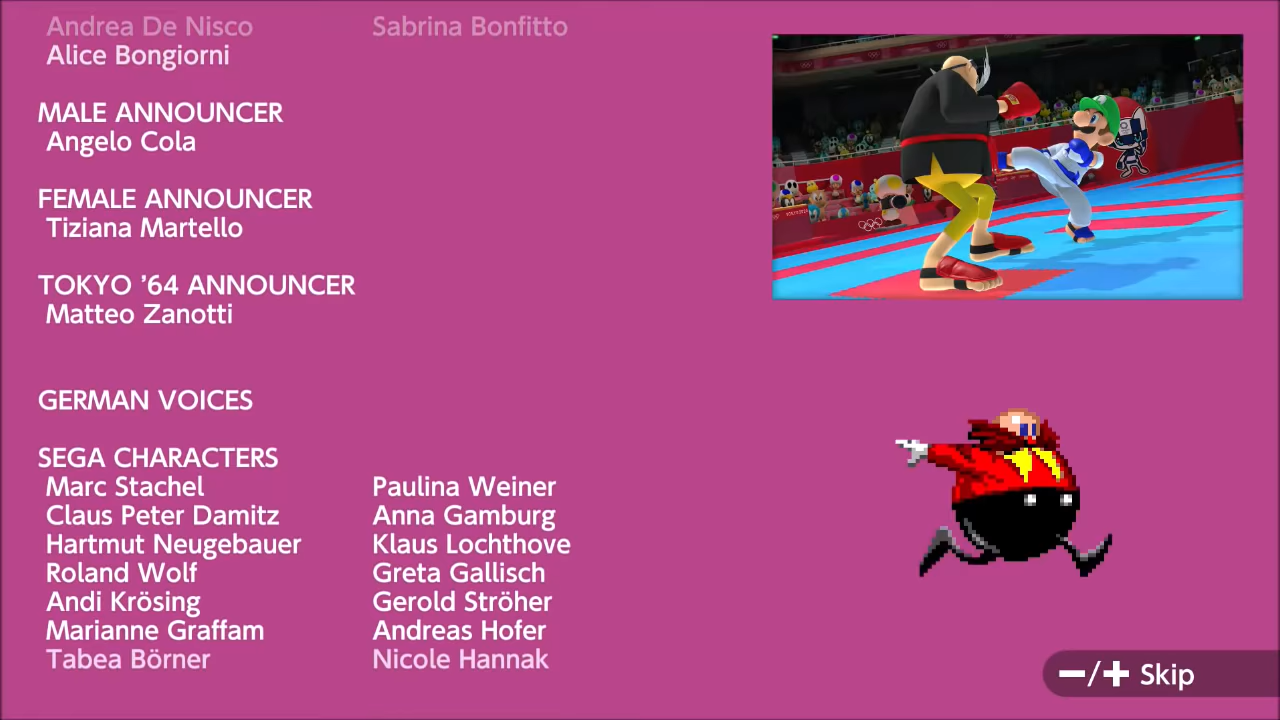 Andrea De Nisco Sabrina Bonfitto
Alice Bongiorni
MALE ANNOUNCER
Angelo Cola
FEMALE ANNOUNCER
Tiziana Martello
TOKYO ’64 ANNOUNCER
Matteo Zanotti
GERMAN VOICES
SEGA CHARACTERS
Marc Stachel Paulina Weiner
Claus Peter Damitz Anna Gamburg
Hartmut Neugebauer Klaus Lochthove
Roland Wolf Greta Gallisch
Andi Krösing Gerold Ströher
Marianne Graffam Andreas Hofer
Tabea Börner Nicole Hannak
−/+ Skip